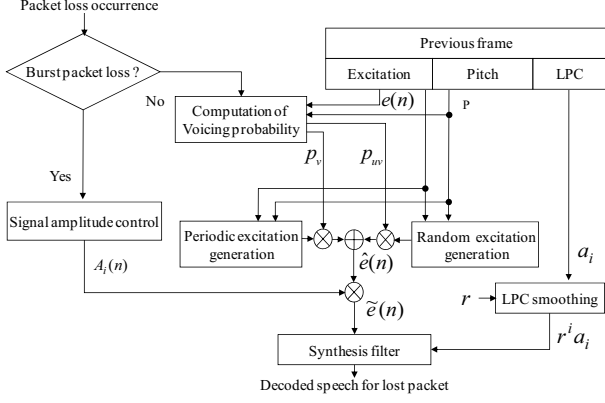 Packet loss occurrence
Burst packet loss ?
No
Yes
Previous frame
Excitation
Pitch
LPC
e(n)
P
Computation of
Voicing probability
p_v
p_{uv}
Signal amplitude control
Periodic excitation
generation
Random excitation
generation
A_i(n)
ê(n)
a_i
ẽ(n)
r
LPC smoothing
r^i a_i
Synthesis filter
Decoded speech for lost packet